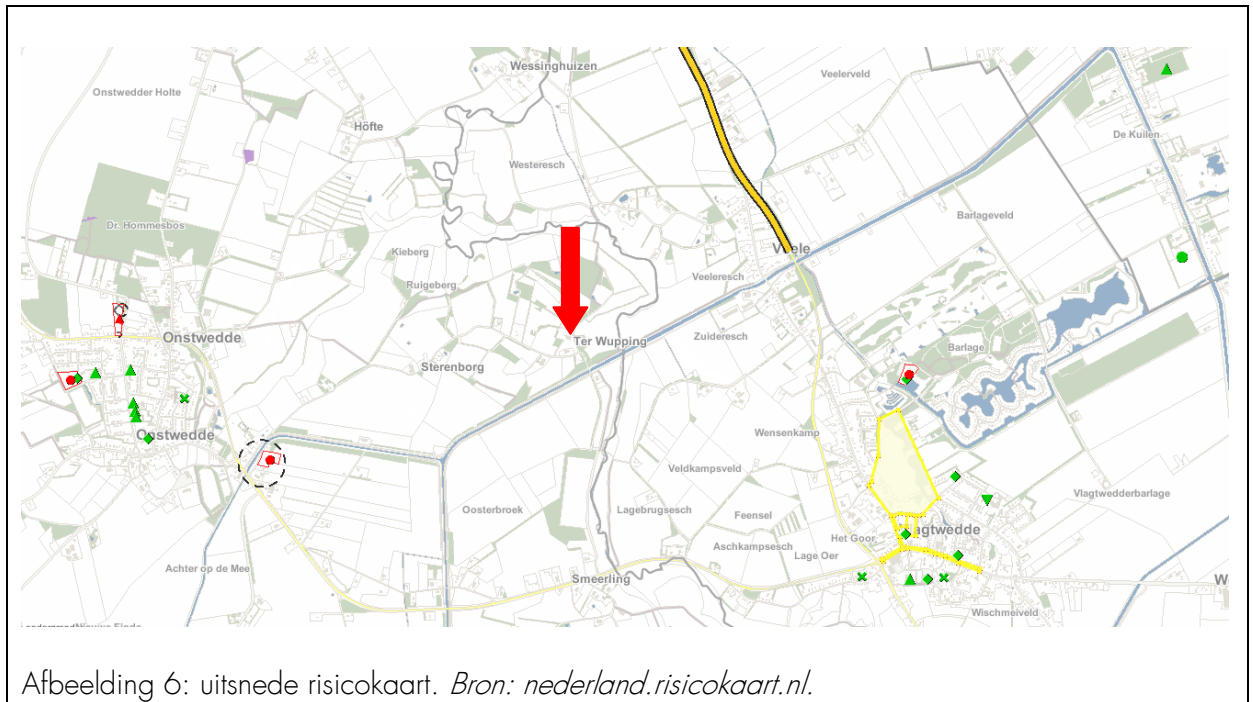 Wessinghuizen
Veelerveld
Onstwedder Holte
Höfte
De Kuilen
Westeresch
Barlageveld
Dr. Hommesbos
Kieberg
Veele
Veeleresch
Ruigeberg
Onstwedde
Ter Wupping
Zuideresch
Barlage
Sterenborg
Onstwedde
Wensenkamp
Veldkampsveld
Vlagtwedderbarlage
Oosterbroek
Lagebrugsesch
Feensel
Vlagtwedde
Het Goor
Aschkampsesch
Lage Oer
Achter op de Mee
Smeerling
Wischmeiveld
Afbeelding 6: uitsnede risicokaart. Bron: nederland.risicokaart.nl.